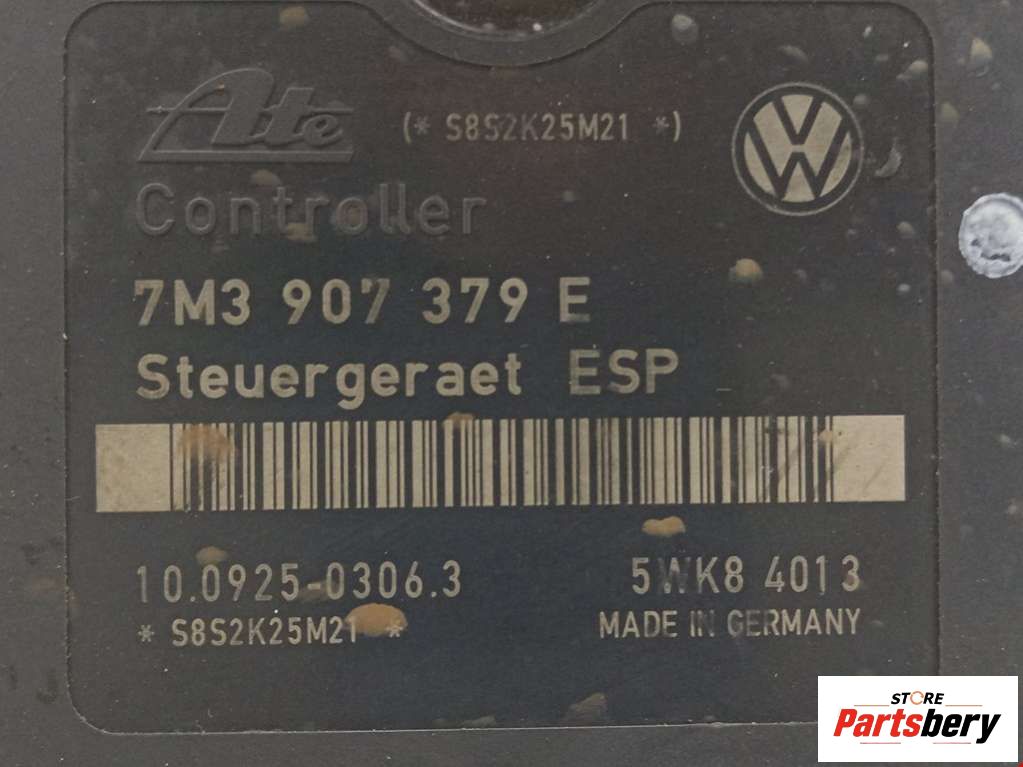 Ate (* S8S2K25M21 *)
Controller
7M3 907 379 E
Steuergeraet ESP
10.0925-0306.3 5WK8 4013
* S8S2K25M21 * MADE IN GERMANY
STORE
Partsbery